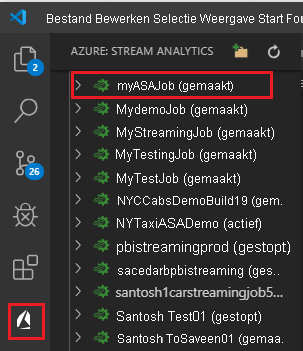 Bestand Bewerken Selectie Weergave Start Fou
AZURE: STREAM ANALYTICS
2
myASAJob (gemaakt)
MydemoJob (gemaakt)
MyStreamingJob (gemaakt)
MyTestingJob (gemaakt)
MyTestJob (gemaakt)
26
NYCCabsDemoBuild19 (gem.
NYTaxiASADemo (actief)
pbistreamingprod (gestopt)
sacedarbpbistreaming (ges..
santosh1carstreamingjob5...
Santosh Test01 (gestopt)
Santosh ToSaveen01 (gemaa.